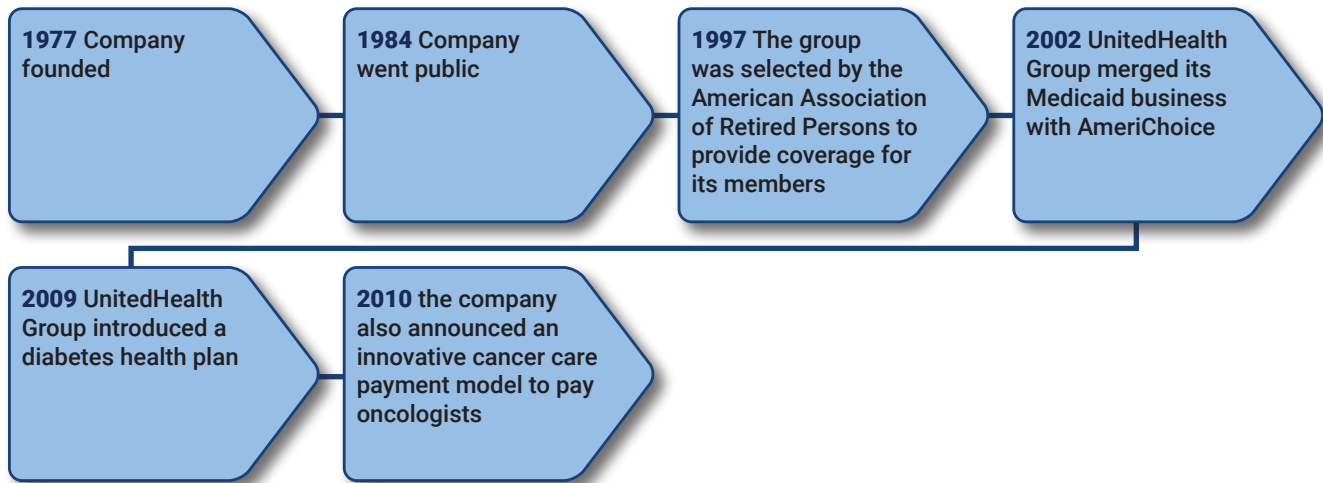 1977 Company
founded
1984 Company
went public
1997 The group
was selected by the
American Association
of Retired Persons to
provide coverage for
its members
2002 UnitedHealth
Group merged its
Medicaid business
with AmeriChoice
2009 UnitedHealth
Group introduced a
diabetes health plan
2010 the company
also announced an
innovative cancer care
payment model to pay
oncologists